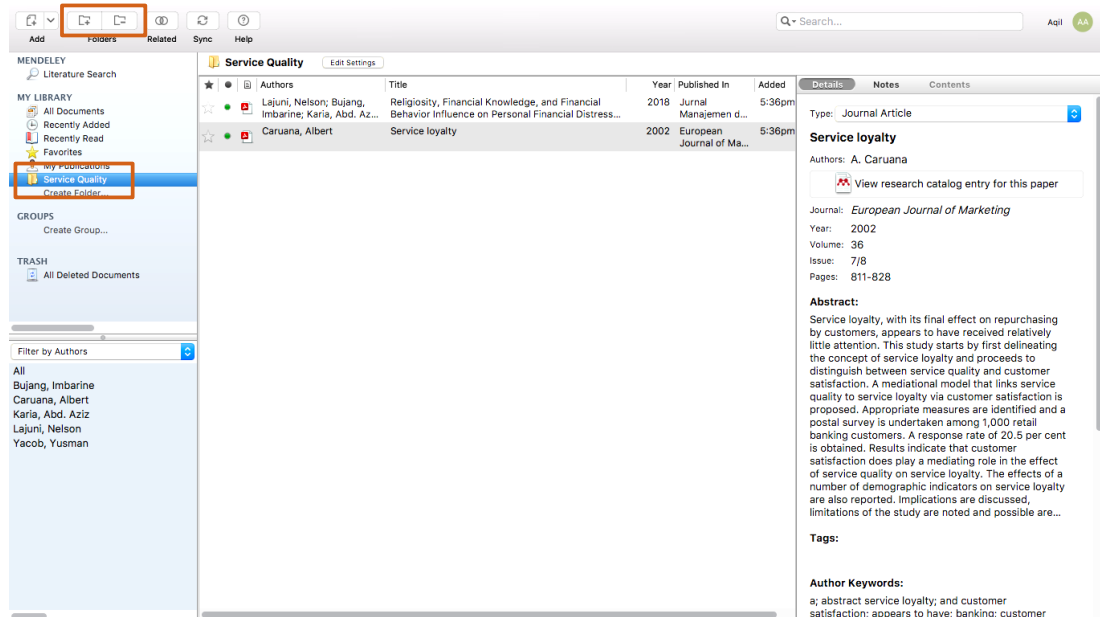 Search...
Aqil
AA
Add
Folders
Related
Sync
Help
MENDELEY
Literature Search
MY LIBRARY
All Documents
Recently Added
Recently Read
Favorites
My Publications
Service Quality
Create Folder...
GROUPS
Create Group...
TRASH
All Deleted Documents
Filter by Authors
All
Bujang, Imbarine
Caruana, Albert
Karia, Abd. Aziz
Lajuni, Nelson
Yacob, Yusman
Service Quality
Edit Settings
Authors Title Year Published In Added
Lajuni, Nelson; Bujang, Religiosity, Financial Knowledge, and Financial 2018 Jurnal 5:36pm
Imbarine; Karia, Abd. Az... Behavior Influence on Personal Financial Distress... Manajemen d...
Caruana, Albert Service loyalty 2002 European 5:36pm
Journal of Ma...
Details Notes Contents
Type: Journal Article
Service loyalty
Authors: A. Caruana
View research catalog entry for this paper
Journal: European Journal of Marketing
Year: 2002
Volume: 36
Issue: 7/8
Pages: 811-828
Abstract:
Service loyalty, with its final effect on repurchasing
by customers, appears to have received relatively
little attention. This study starts by first delineating
the concept of service loyalty and proceeds to
distinguish between service quality and customer
satisfaction. A mediational model that links service
quality to service loyalty via customer satisfaction is
proposed. Appropriate measures are identified and a
postal survey is undertaken among 1,000 retail
banking customers. A response rate of 20.5 per cent
is obtained. Results indicate that customer
satisfaction does play a mediating role in the effect
of service quality on service loyalty. The effects of a
number of demographic indicators on service loyalty
are also reported. Implications are discussed,
limitations of the study are noted and possible are...
Tags:
Author Keywords:
a; abstract service loyalty; and customer
satisfaction; appears to have; banking; customer